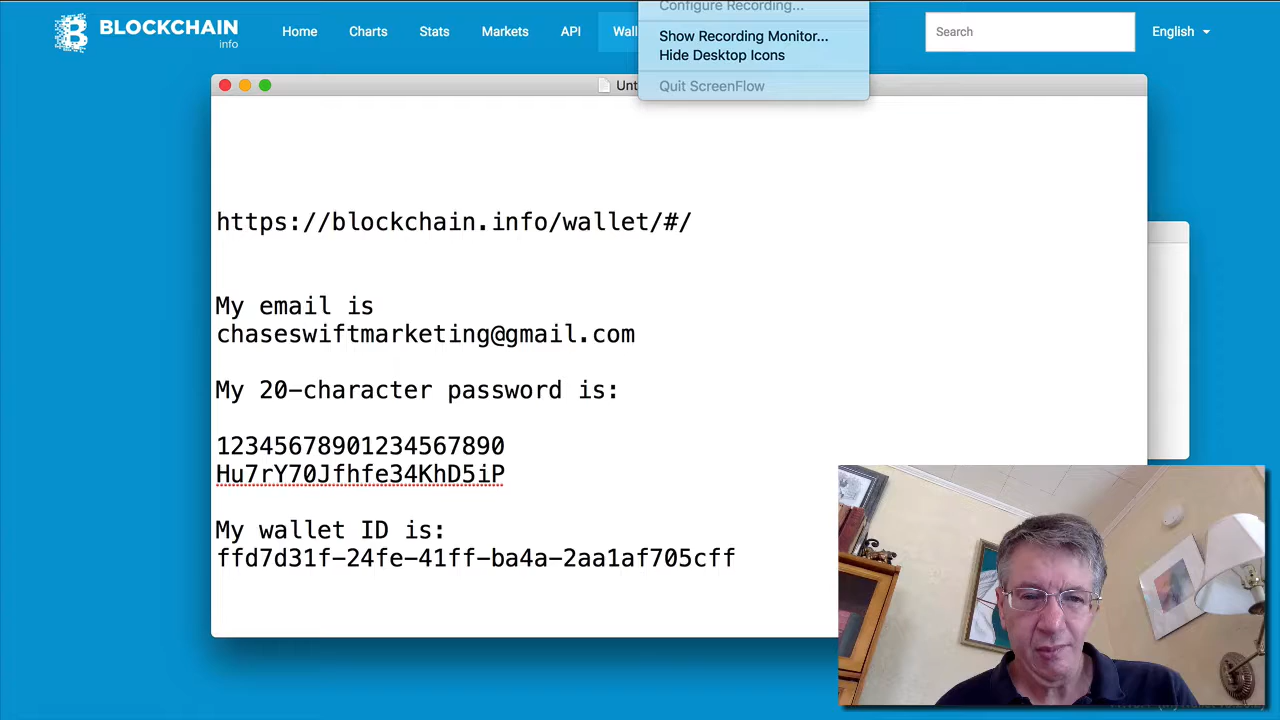 Configure Recording...
BLOCKCHAIN
info
Home
Charts
Stats
Markets
API
Wall
Search
English
Show Recording Monitor...
Hide Desktop Icons
Quit ScreenFlow
Unt
https://blockchain.info/wallet/#/
My email is
chaseswiftmarketing@gmail.com
My 20-character password is:
12345678901234567890
Hu7rY70Jfhfe34KhD5iP
My wallet ID is:
ffd7d31f-24fe-41ff-ba4a-2aa1af705cff